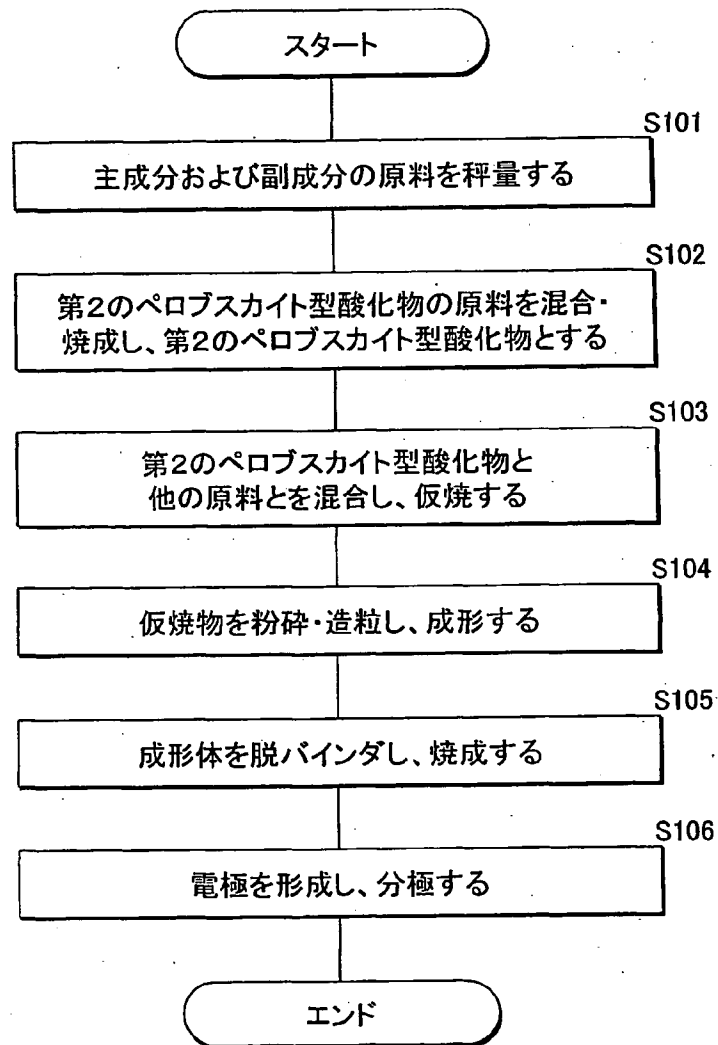 スタート
S101
主成分および副成分の原料を秤量する
S102
第2のペロブスカイト型酸化物の原料を混合・
焼成し、第2のペロブスカイト型酸化物とする
S103
第2のペロブスカイト型酸化物と
他の原料とを混合し、仮焼する
S104
仮焼物を粉砕・造粒し、成形する
S105
成形体を脱バインダし、焼成する
S106
電極を形成し、分極する
エンド